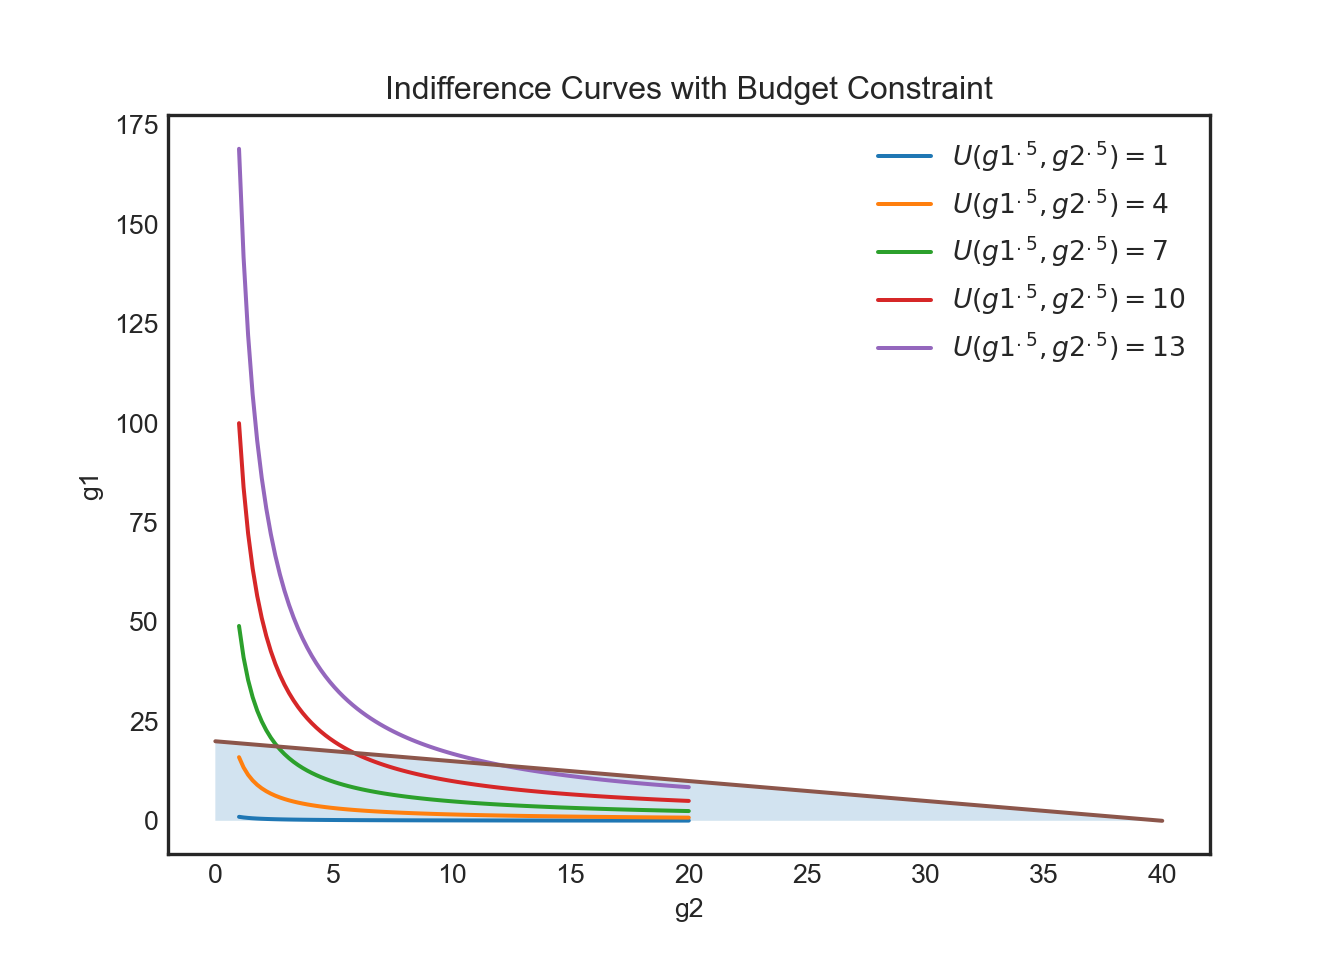 Indifference Curves with Budget Constraint
175
150
125
100
75
50
25
0
g1
U(g1^{.5}, g2^{.5}) = 1
U(g1^{.5}, g2^{.5}) = 4
U(g1^{.5}, g2^{.5}) = 7
U(g1^{.5}, g2^{.5}) = 10
U(g1^{.5}, g2^{.5}) = 13
0 5 10 15 20 25 30 35 40
g2